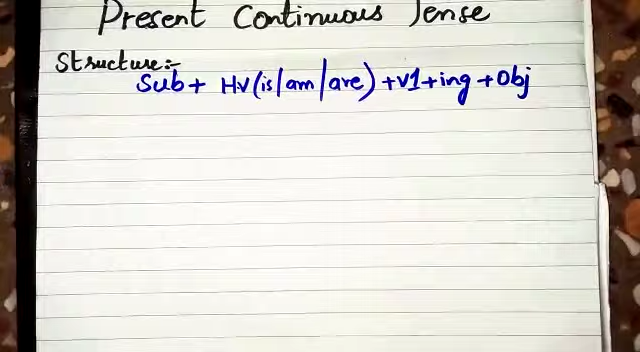 Present Continuous Tense
Structure:-
Sub + Hv(is/am/are) +v1+ing +Obj